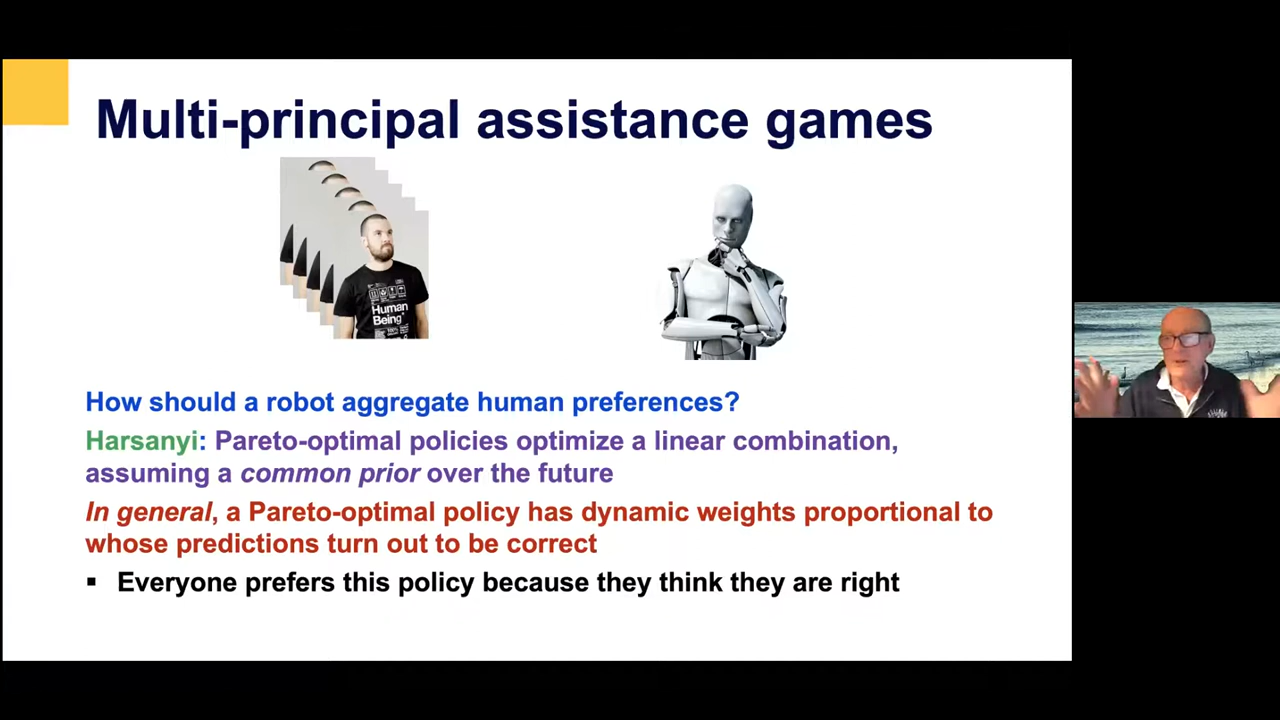 Multi-principal assistance games
Human
Being
How should a robot aggregate human preferences?
Harsanyi: Pareto-optimal policies optimize a linear combination,
assuming a common prior over the future
In general, a Pareto-optimal policy has dynamic weights proportional to
whose predictions turn out to be correct
▪ Everyone prefers this policy because they think they are right